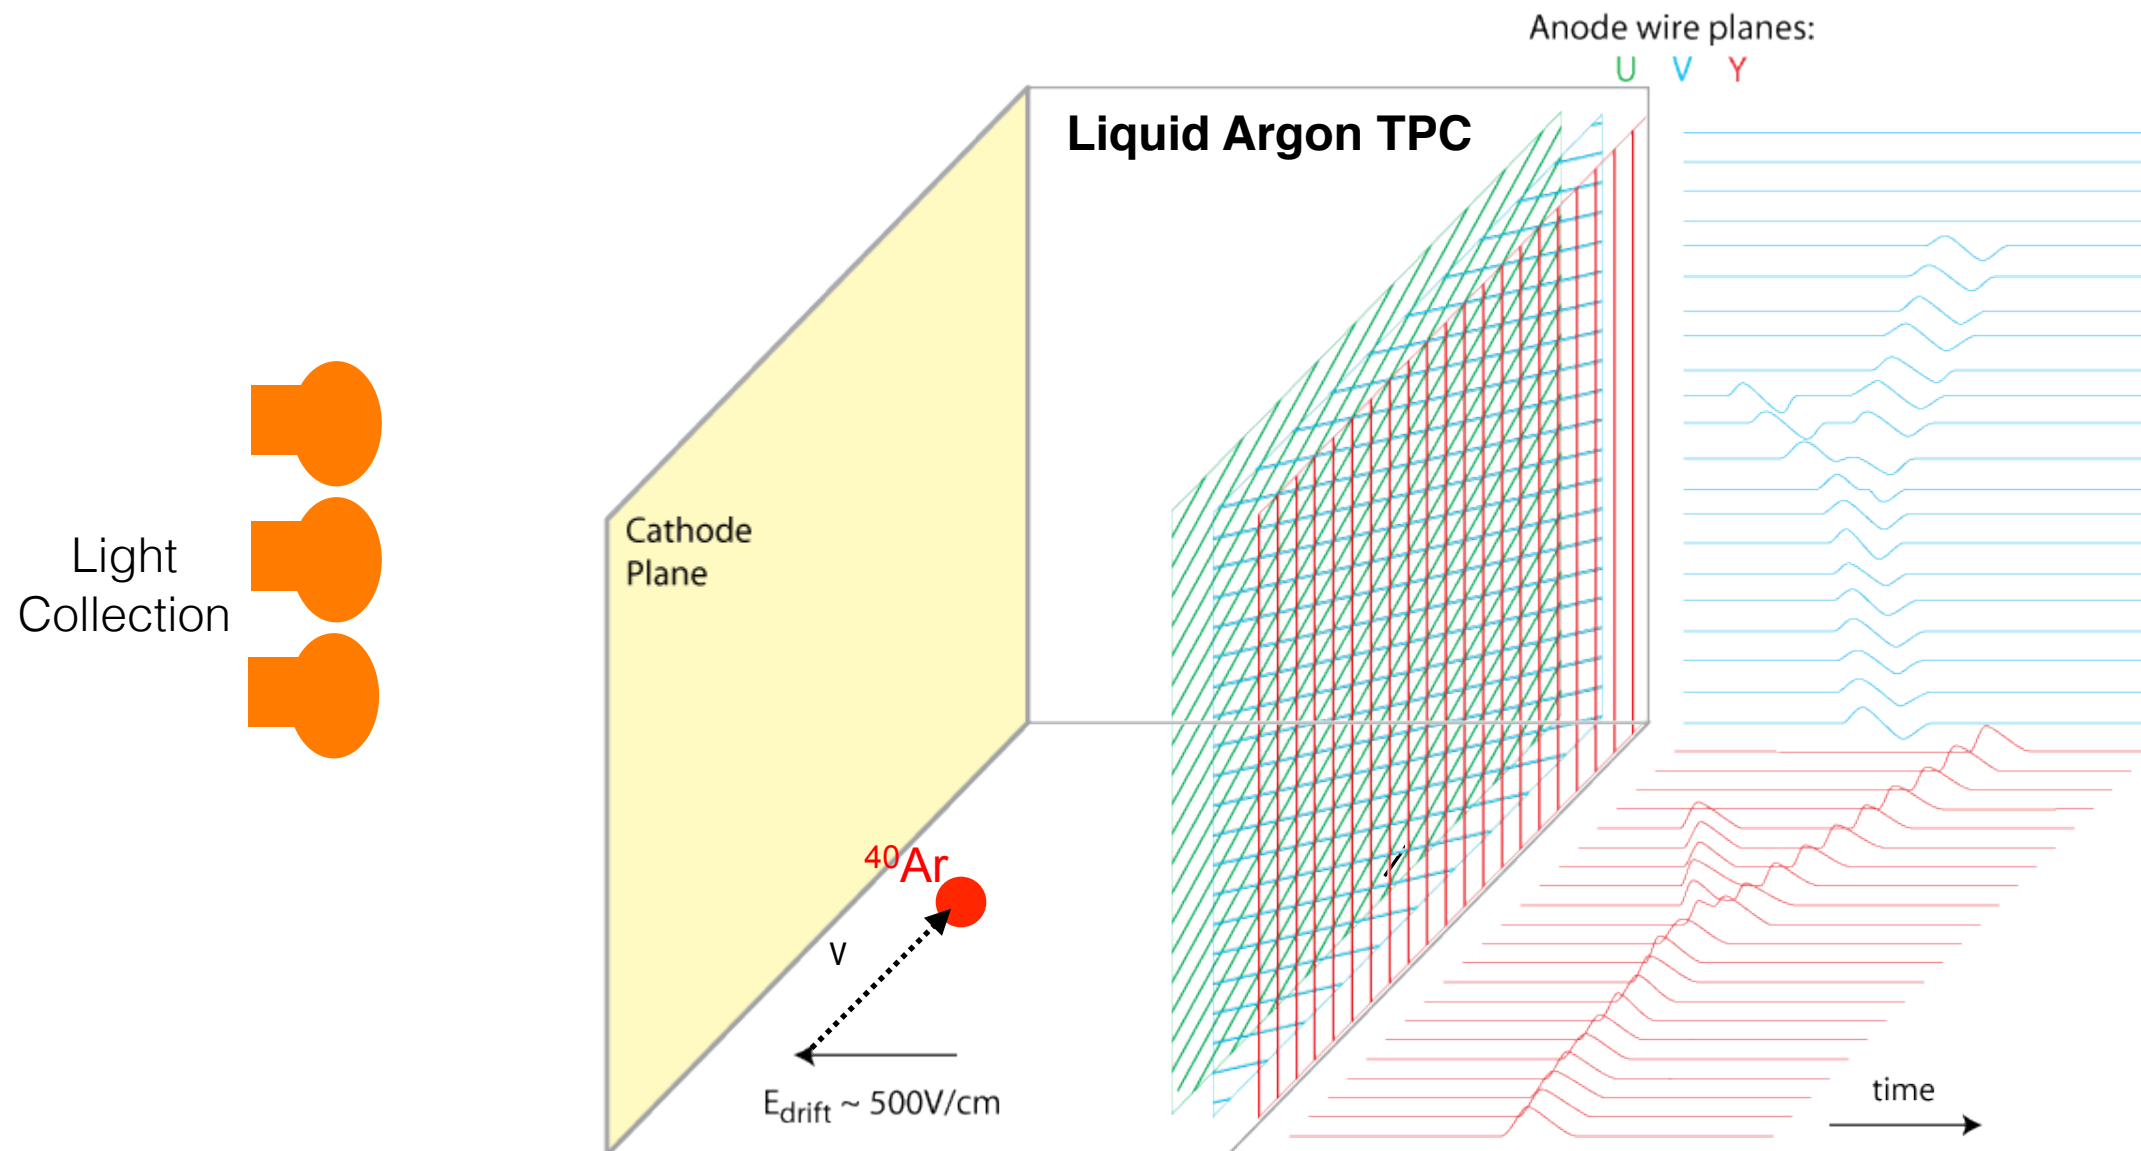 Anode wire planes:
U V Y
Liquid Argon TPC
Cathode
Plane
Light
Collection
40Ar
ν
Edrift ~ 500V/cm
time